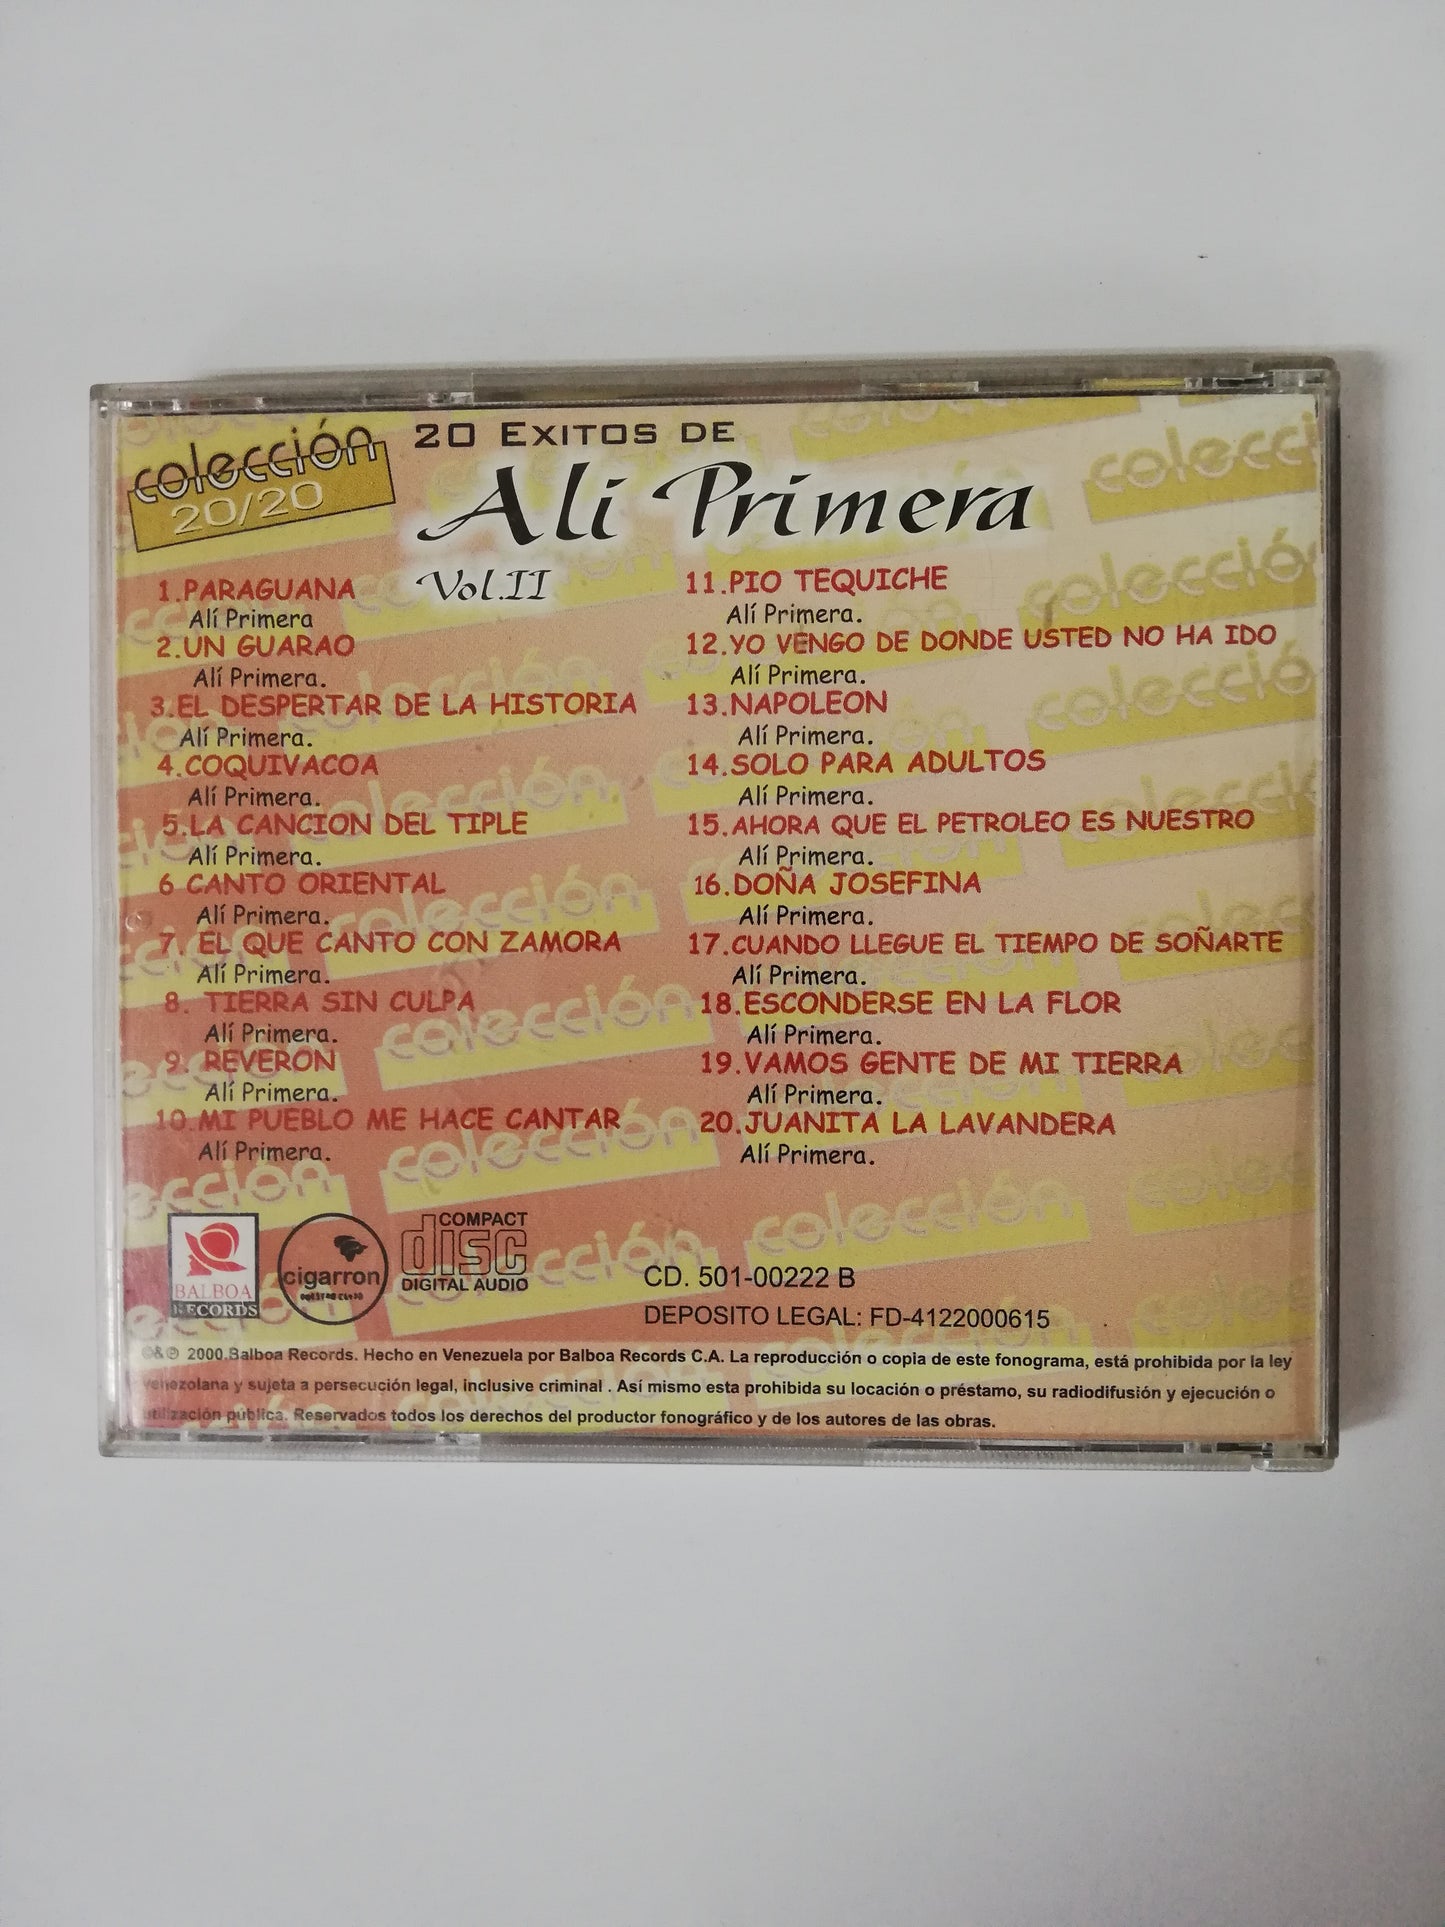 colección
20/20
20 EXITOS DE
Ali Primera
Vol.II
1.PARAGUANA
Alí Primera
2.UN GUARAO
Alí Primera.
3.EL DESPERTAR DE LA HISTORIA
Alí Primera.
4.COQUIVACOA
Alí Primera.
5.LA CANCION DEL TIPLE
Alí Primera.
6 CANTO ORIENTAL
Alí Primera.
7. EL QUE CANTO CON ZAMORA
Alí Primera.
8. TIERRA SIN CULPA
Alí Primera.
9. REVERON
Alí Primera.
10.MI PUEBLO ME HACE CANTAR
Alí Primera.
11.PIO TEQUICHE
Alí Primera.
12.YO VENGO DE DONDE USTED NO HA IDO
Alí Primera.
13.NAPOLEON
Alí Primera.
14.SOLO PARA ADULTOS
Alí Primera.
15.AHORA QUE EL PETROLEO ES NUESTRO
Alí Primera.
16.DOÑA JOSEFINA
Alí Primera.
17.CUANDO LLEGUE EL TIEMPO DE SOÑARTE
Alí Primera.
18.ESCONDERSE EN LA FLOR
Alí Primera.
19.VAMOS GENTE DE MI TIERRA
Alí Primera.
20.JUANITA LA LAVANDERA
Alí Primera.
BALBOA
RECORDS
cigarron
COMPACT
disc
DIGITAL AUDIO
CD. 501-00222 B
DEPOSITO LEGAL: FD-4122000615
©& ℗ 2000.Balboa Records. Hecho en Venezuela por Balboa Records C.A. La reproducción o copia de este fonograma, está prohibida por la ley
venezolana y sujeta a persecución legal, inclusive criminal . Así mismo esta prohibida su locación o préstamo, su radiodifusión y ejecución o
utilización pública. Reservados todos los derechos del productor fonográfico y de los autores de las obras.